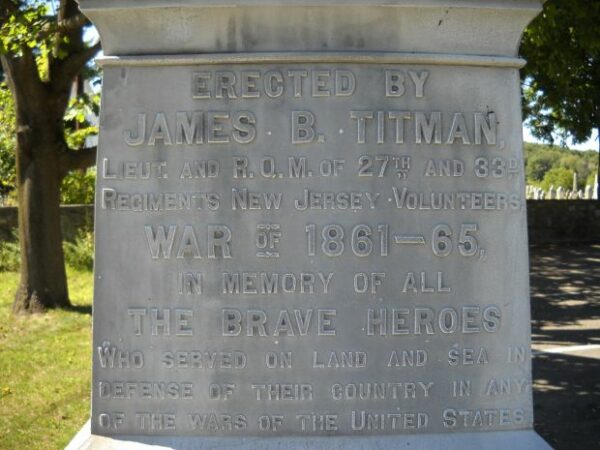 ERECTED BY
JAMES B. TITMAN,
LIEUT. AND R.Q.M. OF 27TH AND 33D.
REGIMENTS NEW JERSEY VOLUNTEERS
WAR OF 1861-65,
IN MEMORY OF ALL
THE BRAVE HEROES
WHO SERVED ON LAND AND SEA IN
DEFENSE OF THEIR COUNTRY IN ANY
OF THE WARS OF THE UNITED STATES